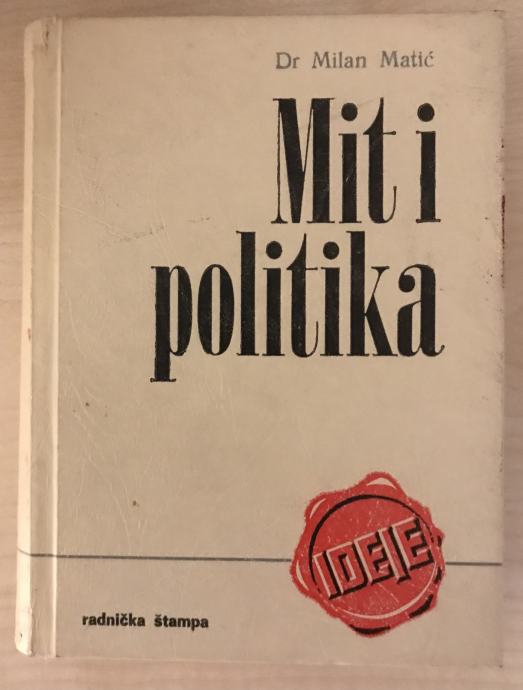 Dr Milan Matić
Mit i
politika
IDEJE
radnička štampa